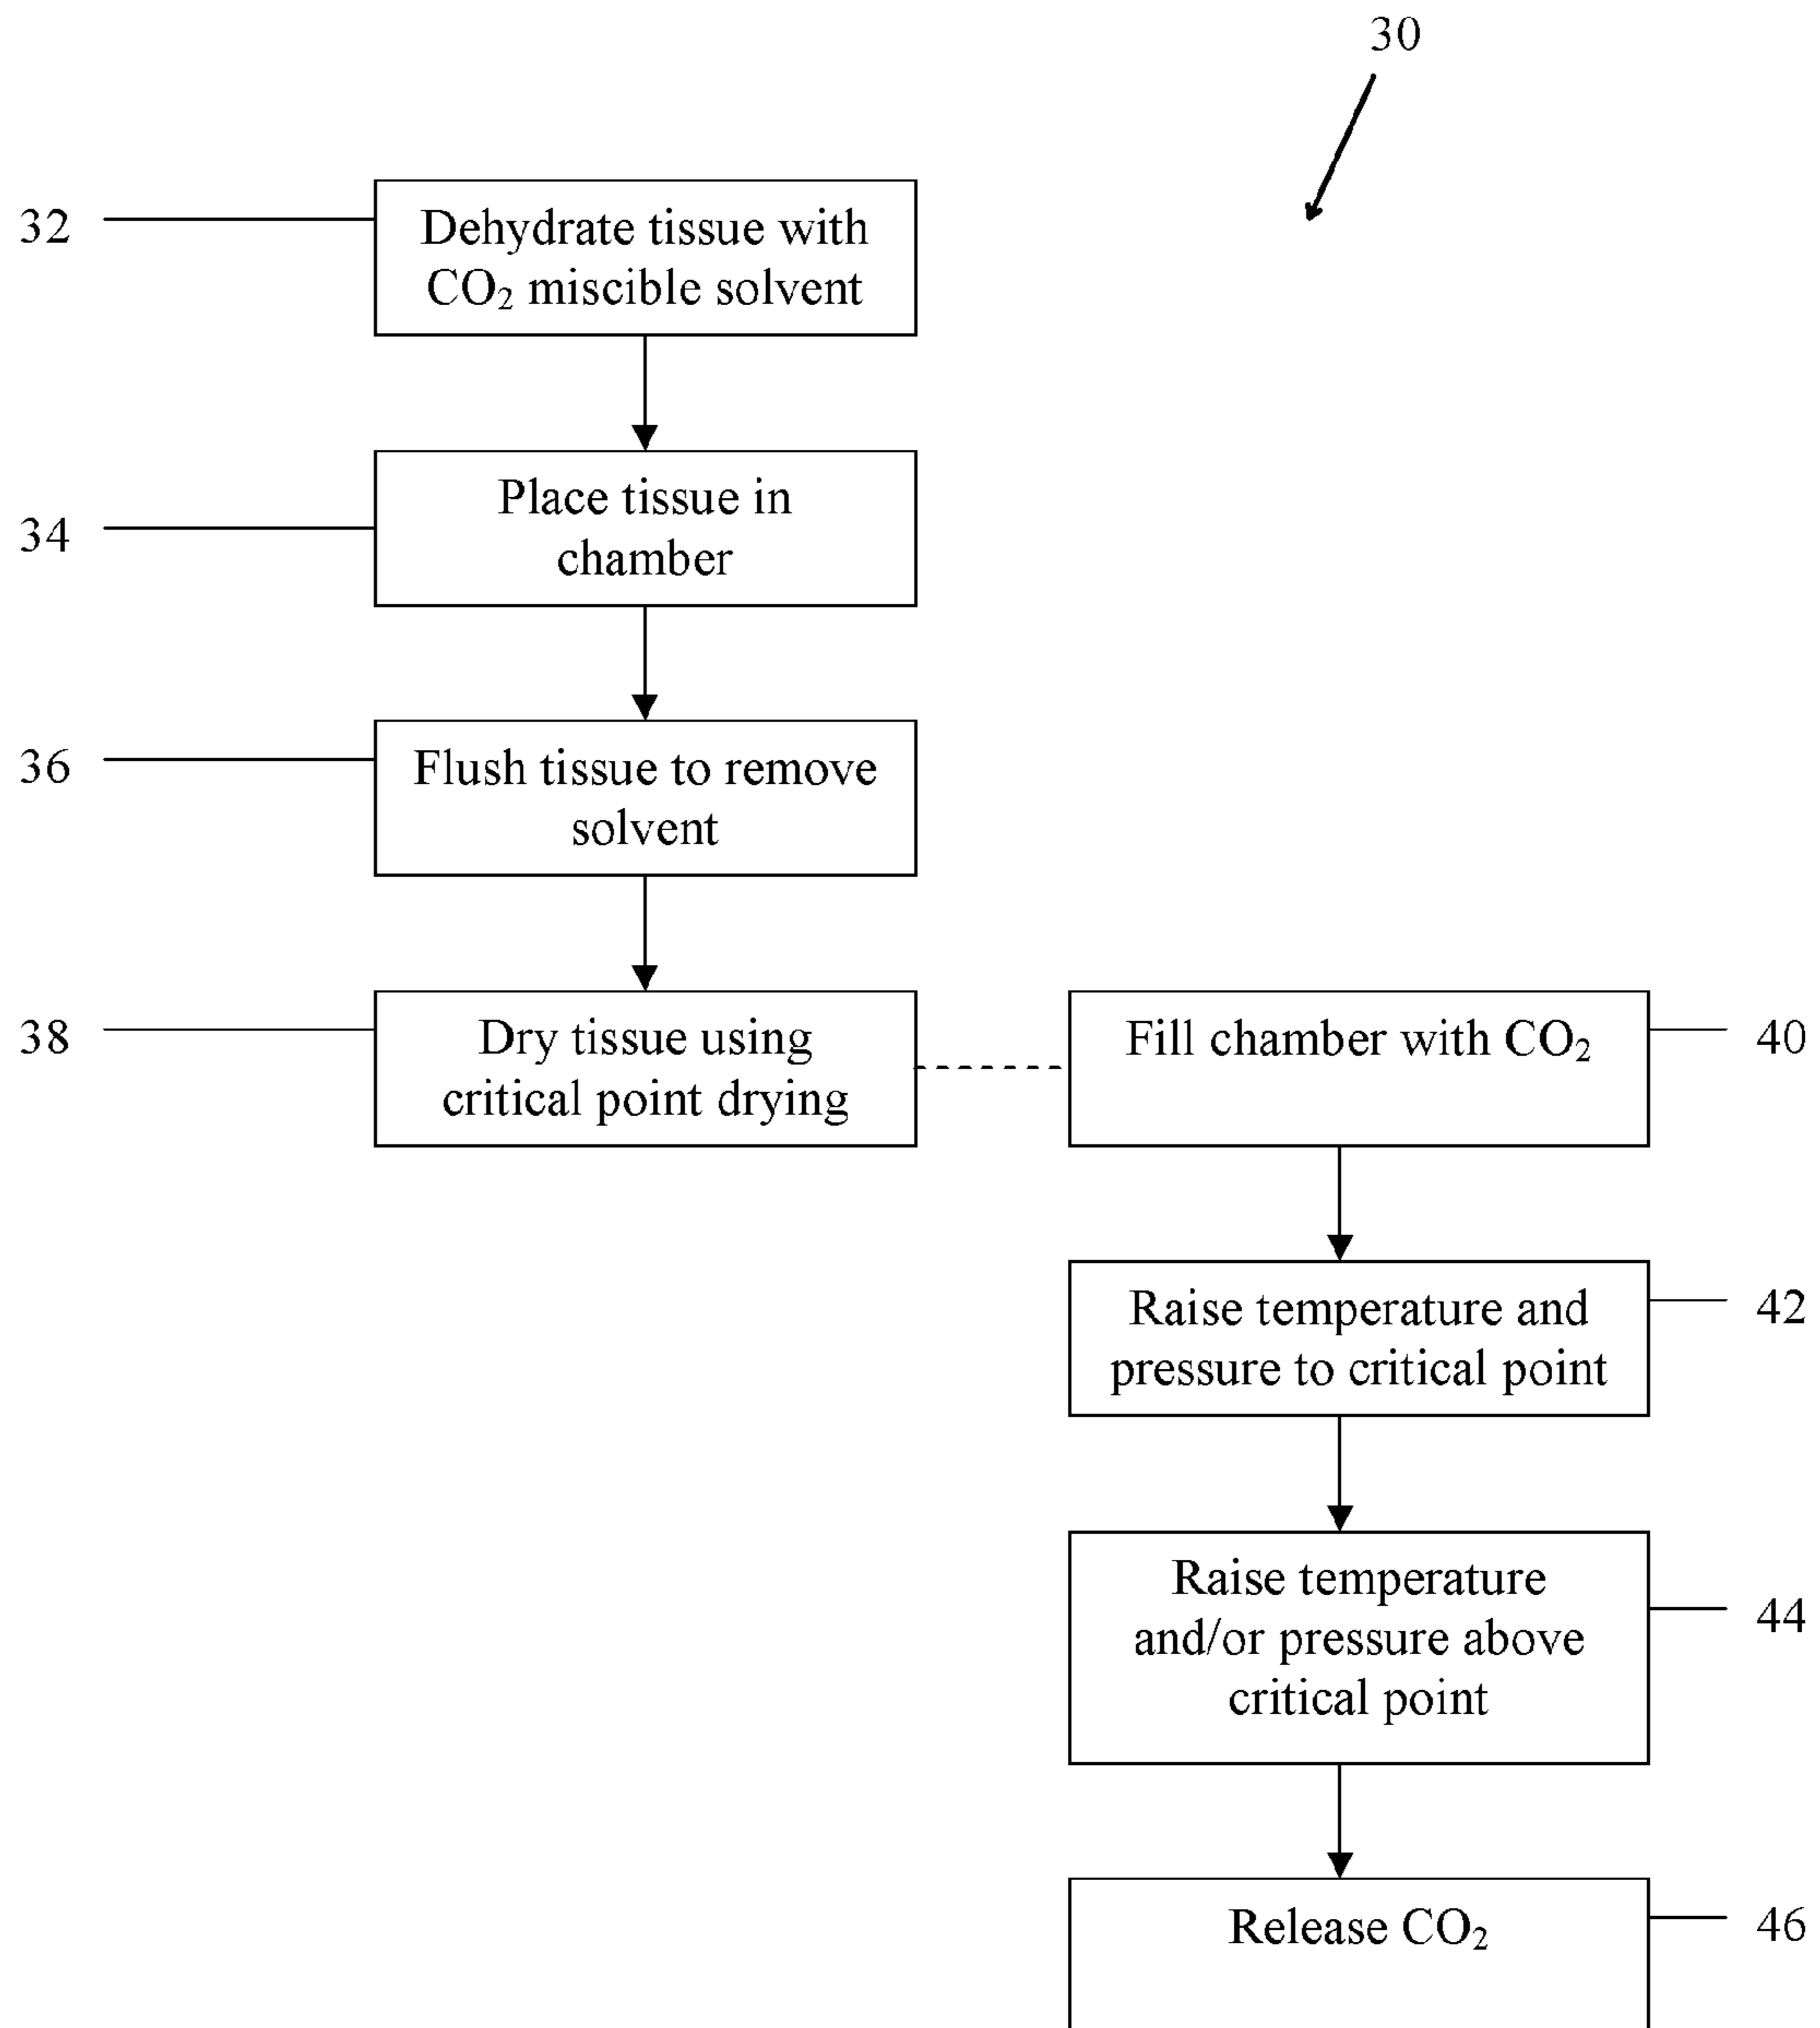 30
32
Dehydrate tissue with
CO₂ miscible solvent
34
Place tissue in
chamber
36
Flush tissue to remove
solvent
38
Dry tissue using
critical point drying
Fill chamber with CO₂
40
Raise temperature and
pressure to critical point
42
Raise temperature
and/or pressure above
critical point
44
Release CO₂
46